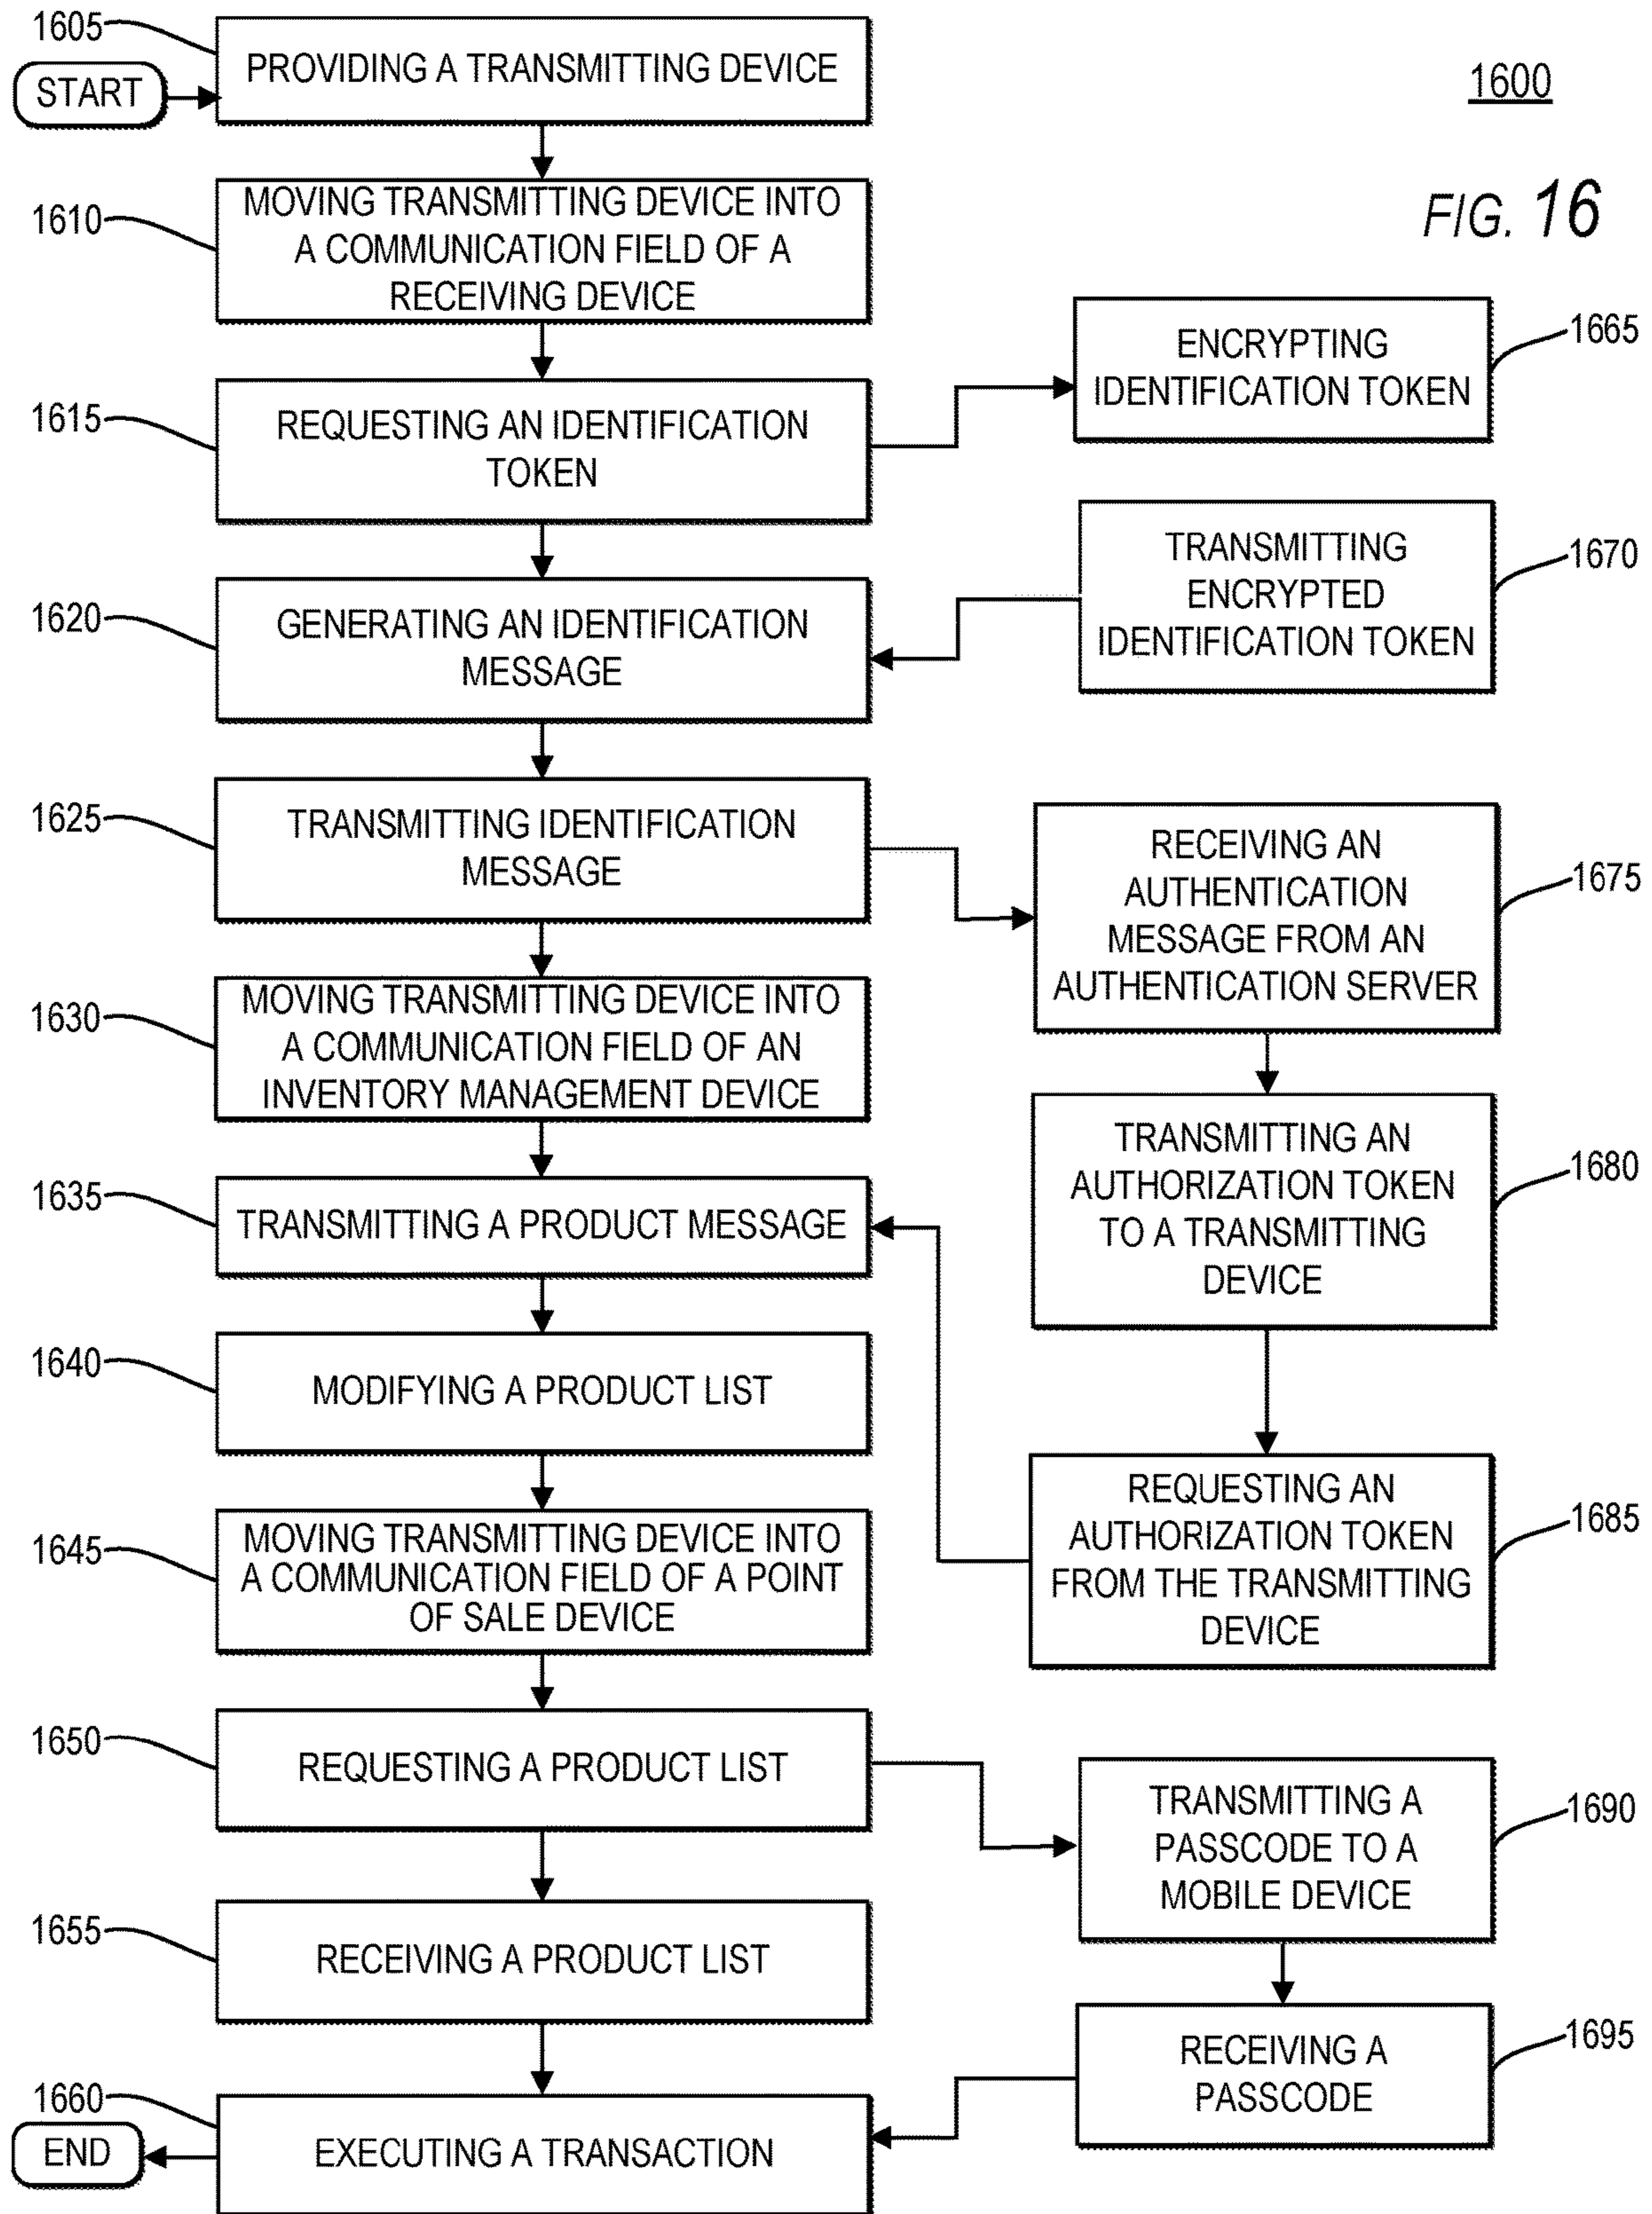 1605
PROVIDING A TRANSMITTING DEVICE
START
1600
FIG. 16
1610
MOVING TRANSMITTING DEVICE INTO
A COMMUNICATION FIELD OF A
RECEIVING DEVICE
1615
REQUESTING AN IDENTIFICATION
TOKEN
ENCRYPTING
IDENTIFICATION TOKEN
1665
1620
GENERATING AN IDENTIFICATION
MESSAGE
TRANSMITTING
ENCRYPTED
IDENTIFICATION TOKEN
1670
1625
TRANSMITTING IDENTIFICATION
MESSAGE
RECEIVING AN
AUTHENTICATION
MESSAGE FROM AN
AUTHENTICATION SERVER
1675
1630
MOVING TRANSMITTING DEVICE INTO
A COMMUNICATION FIELD OF AN
INVENTORY MANAGEMENT DEVICE
TRANSMITTING AN
AUTHORIZATION TOKEN
TO A TRANSMITTING
DEVICE
1680
1635
TRANSMITTING A PRODUCT MESSAGE
1640
MODIFYING A PRODUCT LIST
REQUESTING AN
AUTHORIZATION TOKEN
FROM THE TRANSMITTING
DEVICE
1685
1645
MOVING TRANSMITTING DEVICE INTO
A COMMUNICATION FIELD OF A POINT
OF SALE DEVICE
1650
REQUESTING A PRODUCT LIST
TRANSMITTING A
PASSCODE TO A
MOBILE DEVICE
1690
1655
RECEIVING A PRODUCT LIST
RECEIVING A
PASSCODE
1695
1660
EXECUTING A TRANSACTION
END